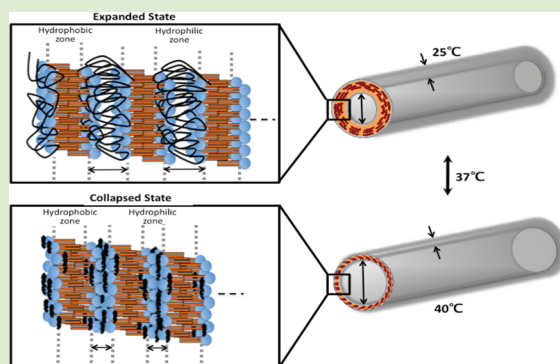 Expanded State
Hydrophobic
zone
Hydrophilic
zone
25℃
37℃
Collapsed State
Hydrophobic
zone
Hydrophilic
zone
40℃